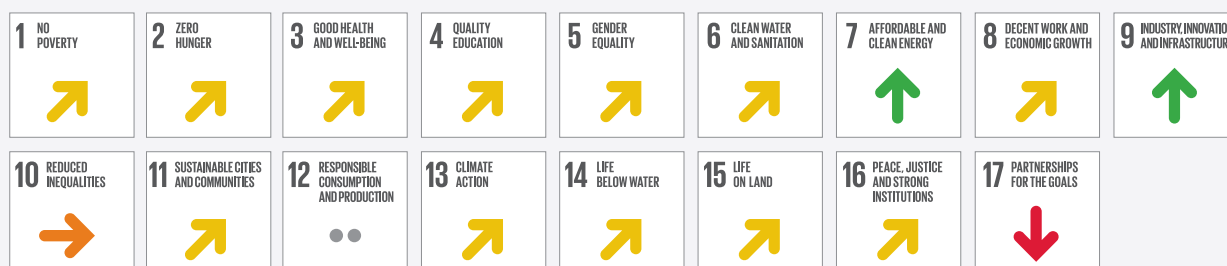 1 NO
POVERTY
2 ZERO
HUNGER
3 GOOD HEALTH
AND WELL-BEING
4 QUALITY
EDUCATION
5 GENDER
EQUALITY
6 CLEAN WATER
AND SANITATION
7 AFFORDABLE AND
CLEAN ENERGY
8 DECENT WORK AND
ECONOMIC GROWTH
9 INDUSTRY, INNOVATIO
AND INFRASTRUCTUR
10 REDUCED
INEQUALITIES
11 SUSTAINABLE CITIES
AND COMMUNITIES
12 RESPONSIBLE
CONSUMPTION
AND PRODUCTION
13 CLIMATE
ACTION
14 LIFE
BELOW WATER
15 LIFE
ON LAND
16 PEACE, JUSTICE
AND STRONG
INSTITUTIONS
17 PARTNERSHIPS
FOR THE GOALS